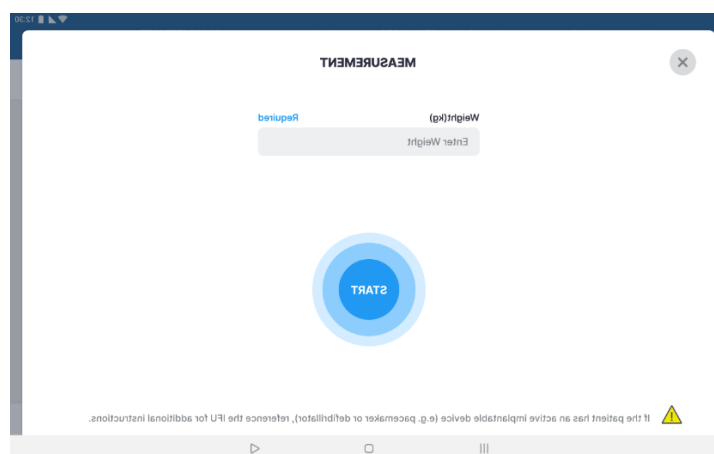 12:30
MEASUREMENT
Weight(kg) Required
Enter Weight
START
If the patient has an active implantable device (e.g. pacemaker or defibrillator), reference the IFU for additional instructions.